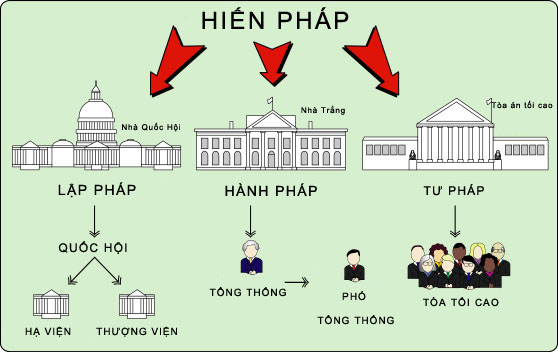 HIẾN PHÁP
Nhà Quốc Hội
Nhà Trắng
Tòa án tối cao
LẬP PHÁP
HÀNH PHÁP
TƯ PHÁP
QUỐC HỘI
TỔNG THỐNG
PHÓ
TỔNG THỐNG
TÒA TỐI CAO
HẠ VIỆN
THƯỢNG VIỆN